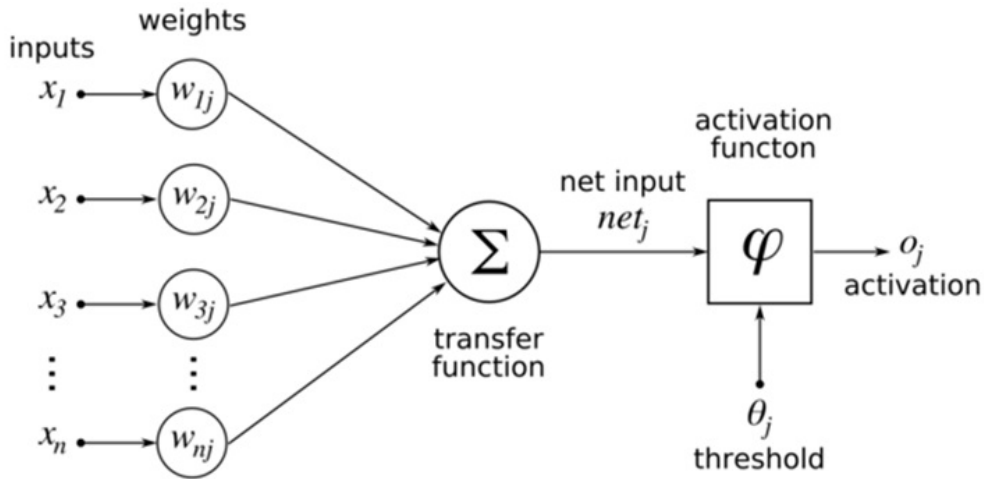 weights
inputs
x1
w1j
x2
w2j
x3
w3j
⋮ ⋮
xn
wnj
Σ
transfer
function
net input
netj
activation
functon
φ
oj
activation
θj
threshold